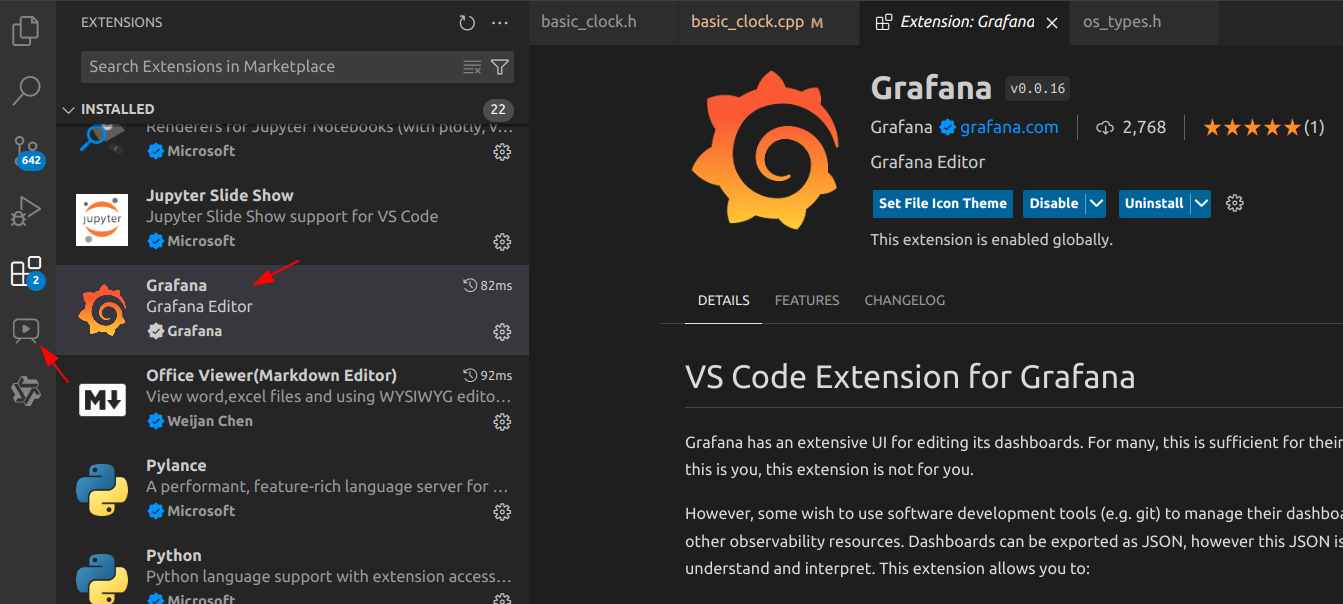 EXTENSIONS
Search Extensions in Marketplace
INSTALLED
22
Renderers for Jupyter Notebooks (with plotly, v...
Microsoft
Jupyter Slide Show
Jupyter Slide Show support for VS Code
Microsoft
jupyter
Grafana
82ms
Grafana Editor
Grafana
Office Viewer(Markdown Editor)
92ms
View word,excel files and using WYSIWYG edito...
Weijan Chen
M
Pylance
A performant, feature-rich language server for ...
Microsoft
Python
Python language support with extension access...
Microsoft
642
2
basic_clock.h
basic_clock.cpp M
Extension: Grafana
os_types.h
Grafana
v0.0.16
Grafana grafana.com 2,768 (1)
Grafana Editor
Set File Icon Theme
Disable
Uninstall
This extension is enabled globally.
DETAILS
FEATURES
CHANGELOG
VS Code Extension for Grafana
Grafana has an extensive UI for editing its dashboards. For many, this is sufficient for their
this is you, this extension is not for you.
However, some wish to use software development tools (e.g. git) to manage their dashboa
other observability resources. Dashboards can be exported as JSON, however this JSON is
understand and interpret. This extension allows you to: